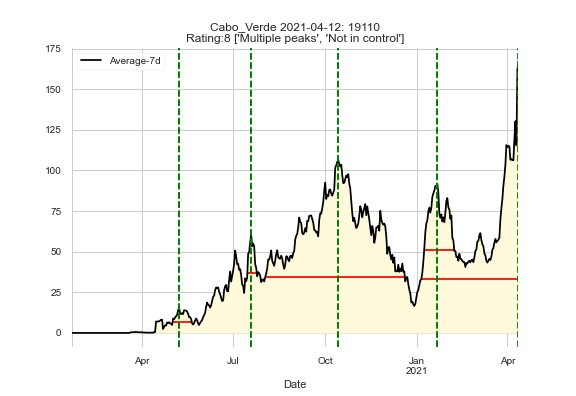 Cabo_Verde 2021-04-12: 19110
Rating:8 ['Multiple peaks', 'Not in control']
Average-7d
175
150
125
100
75
50
25
0
Apr
Jul
Oct
Jan
2021
Apr
Date